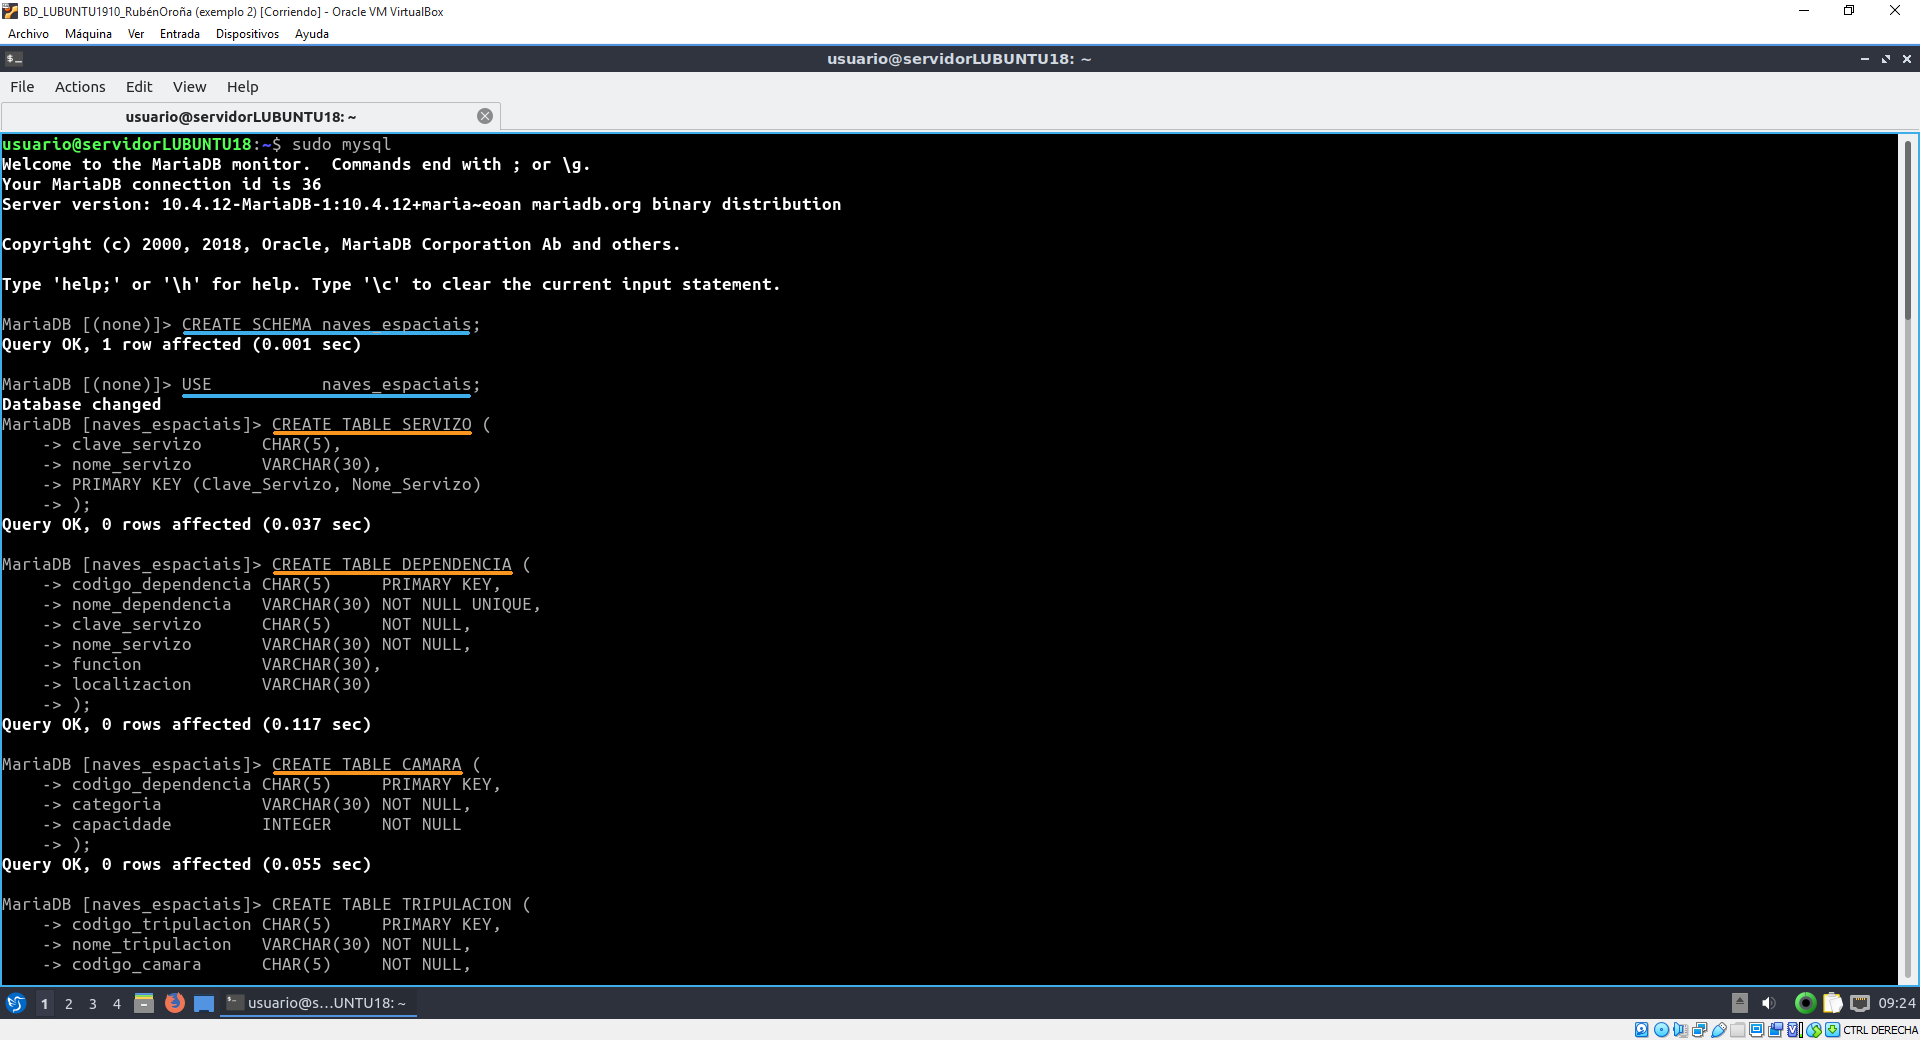 BD_LUBUNTU1910_RubénOroña (exemplo 2) [Corriendo] - Oracle VM VirtualBox
Archivo Máquina Ver Entrada Dispositivos Ayuda
usuario@servidorLUBUNTU18: ~
File Actions Edit View Help
usuario@servidorLUBUNTU18: ~
usuario@servidorLUBUNTU18:~$ sudo mysql
Welcome to the MariaDB monitor.  Commands end with ; or \g.
Your MariaDB connection id is 36
Server version: 10.4.12-MariaDB-1:10.4.12+maria~eoan mariadb.org binary distribution
Copyright (c) 2000, 2018, Oracle, MariaDB Corporation Ab and others.
Type 'help;' or '\h' for help. Type '\c' to clear the current input statement.
MariaDB [(none)]> CREATE SCHEMA naves_espaciais;
Query OK, 1 row affected (0.001 sec)
MariaDB [(none)]> USE           naves_espaciais;
Database changed
MariaDB [naves_espaciais]> CREATE TABLE SERVIZO (
    -> clave_servizo      CHAR(5),
    -> nome_servizo       VARCHAR(30),
    -> PRIMARY KEY (Clave_Servizo, Nome_Servizo)
    -> );
Query OK, 0 rows affected (0.037 sec)
MariaDB [naves_espaciais]> CREATE TABLE DEPENDENCIA (
    -> codigo_dependencia CHAR(5)     PRIMARY KEY,
    -> nome_dependencia   VARCHAR(30) NOT NULL UNIQUE,
    -> clave_servizo      CHAR(5)     NOT NULL,
    -> nome_servizo       VARCHAR(30) NOT NULL,
    -> funcion            VARCHAR(30),
    -> localizacion       VARCHAR(30)
    -> );
Query OK, 0 rows affected (0.117 sec)
MariaDB [naves_espaciais]> CREATE TABLE CAMARA (
    -> codigo_dependencia CHAR(5)     PRIMARY KEY,
    -> categoria          VARCHAR(30) NOT NULL,
    -> capacidade         INTEGER     NOT NULL
    -> );
Query OK, 0 rows affected (0.055 sec)
MariaDB [naves_espaciais]> CREATE TABLE TRIPULACION (
    -> codigo_tripulacion CHAR(5)     PRIMARY KEY,
    -> nome_tripulacion   VARCHAR(30) NOT NULL,
    -> codigo_camara      CHAR(5)     NOT NULL,
1 2 3 4 usuario@s...UNTU18: ~ 09:24
CTRL DERECHA